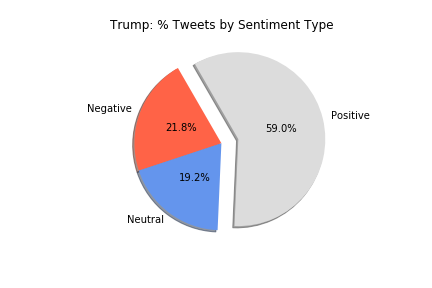 Trump: % Tweets by Sentiment Type
Negative
21.8%
59.0%
Positive
19.2%
Neutral